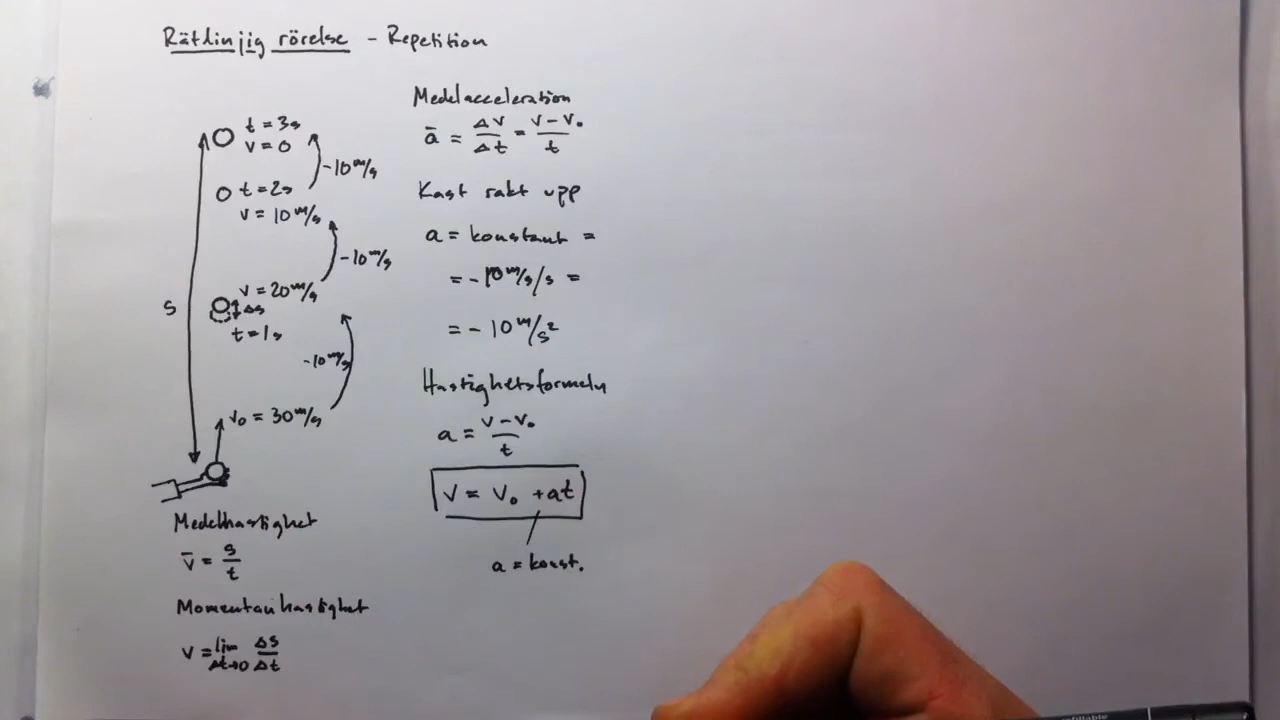 Rätlinjig rörelse - Repetition
t = 3s
v = 0
-10 m/s
t = 2s
v = 10 m/s
-10 m/s
v = 20 m/s
Δs
t = 1s
s
-10 m/s
v₀ = 30 m/s
Medelhastighet
v̄ = s/t
Momentanhastighet
v = lim Δs/Δt
Δt→0
Medelacceleration
ā = Δv/Δt = (v - v₀)/t
Kast rakt upp
a = konstant =
= -10 m/s/s =
= -10 m/s²
Hastighetsformeln
a = (v - v₀)/t
v = v₀ + at
a = konst.